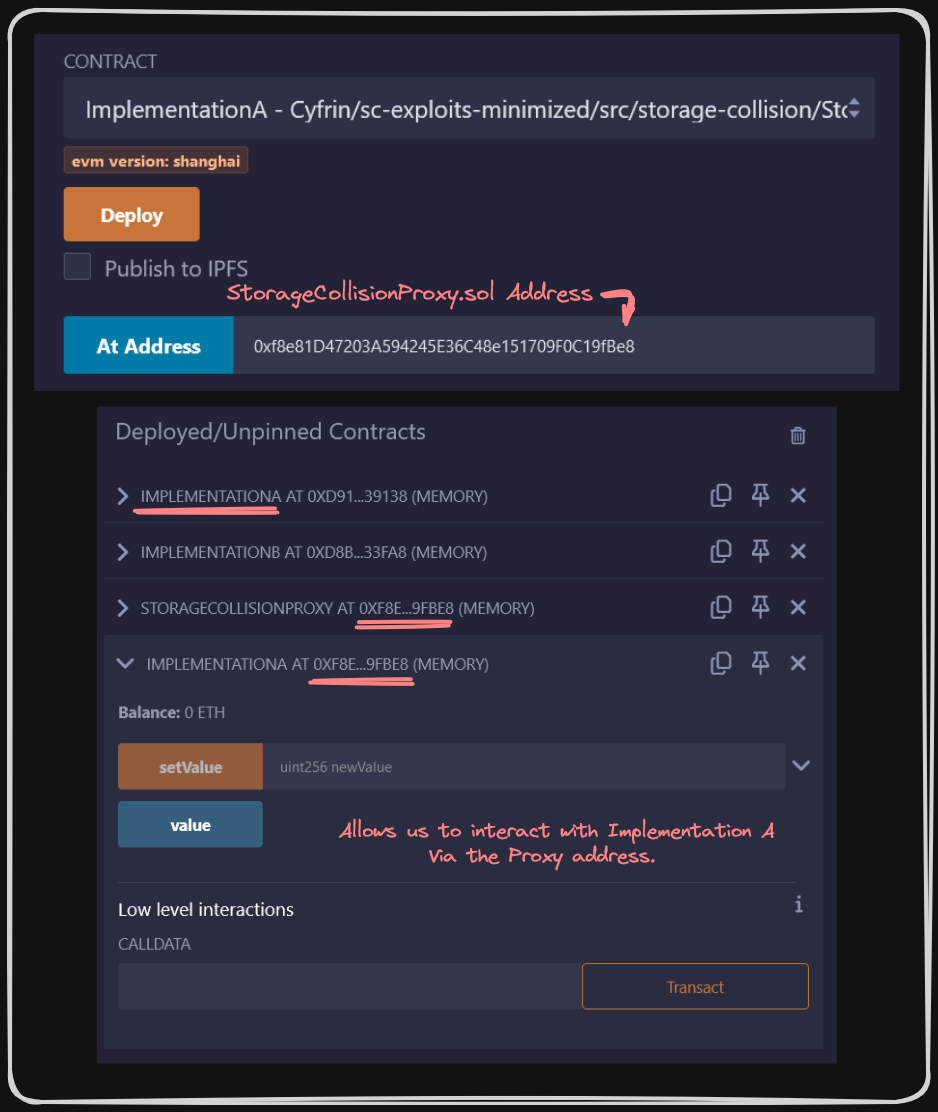 CONTRACT
ImplementationA - Cyfrin/sc-exploits-minimized/src/storage-collision/Sto
evm version: shanghai
Deploy
Publish to IPFS
StorageCollisionProxy.sol Address
At Address 0xf8e81D47203A594245E36C48e151709F0C19fBe8
Deployed/Unpinned Contracts
IMPLEMENTATIONA AT 0XD91...39138 (MEMORY)
IMPLEMENTATIONB AT 0XD8B...33FA8 (MEMORY)
STORAGECOLLISIONPROXY AT 0XF8E...9FBE8 (MEMORY)
IMPLEMENTATIONA AT 0XF8E...9FBE8 (MEMORY)
Balance: 0 ETH
setValue uint256 newValue
value
Allows us to interact with Implementation A
Via the Proxy address.
Low level interactions
i
CALLDATA
Transact